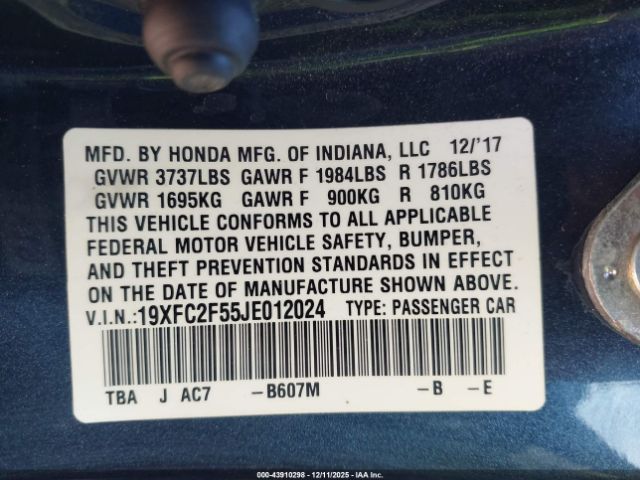 MFD. BY HONDA MFG. OF INDIANA, LLC 12/'17
GVWR 3737LBS GAWR F 1984LBS R 1786LBS
GVWR 1695KG GAWR F 900KG R 810KG
THIS VEHICLE CONFORMS TO ALL APPLICABLE
FEDERAL MOTOR VEHICLE SAFETY, BUMPER,
AND THEFT PREVENTION STANDARDS IN EFFECT
ON THE DATE OF MANUFACTURE SHOWN ABOVE.
V.I.N.:19XFC2F55JE012024 TYPE: PASSENGER CAR
TBA J AC7 -B607M -B -E
000-43910298 - 12/11/2025 - IAA Inc.